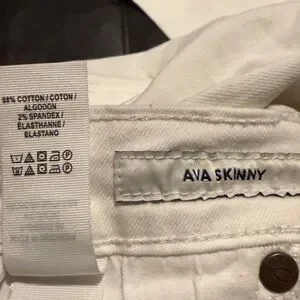 98% COTTON / COTON /
ALGODON
2% SPANDEX /
ÉLASTHANNE /
ELASTANO
AVA SKINNY